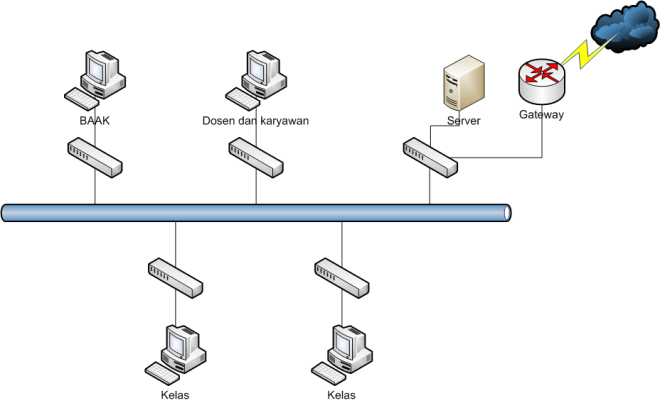 BAAK
Dosen dan karyawan
Server
Gateway
Kelas
Kelas